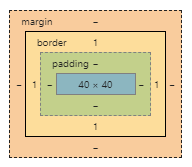 margin –
border 1
padding –
– 1 – 40 × 40 – 1 –
–
1
–